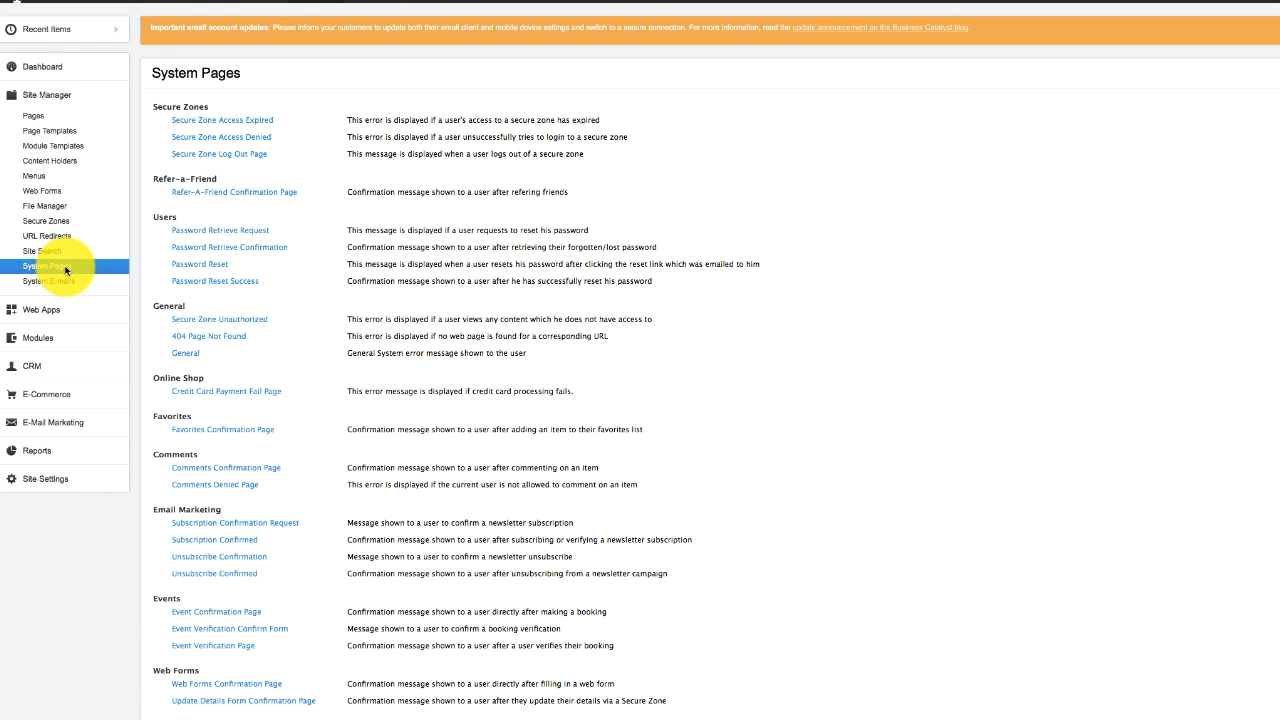 Recent Items
Important email account updates: Please inform your customers to update both their email client and mobile device settings and switch to a secure connection. For more information, read the update announcement on the Business Catalyst blog.
Dashboard
Site Manager
Pages
Page Templates
Module Templates
Content Holders
Menus
Web Forms
File Manager
Secure Zones
URL Redirects
Site Search
System Pages
System E-mails
Web Apps
Modules
CRM
E-Commerce
E-Mail Marketing
Reports
Site Settings
System Pages
Secure Zones
Secure Zone Access Expired This error is displayed if a user's access to a secure zone has expired
Secure Zone Access Denied This error is displayed if a user unsuccessfully tries to login to a secure zone
Secure Zone Log Out Page This message is displayed when a user logs out of a secure zone
Refer-a-Friend
Refer-A-Friend Confirmation Page Confirmation message shown to a user after refering friends
Users
Password Retrieve Request This message is displayed if a user requests to reset his password
Password Retrieve Confirmation Confirmation message shown to a user after retrieving their forgotten/lost password
Password Reset This message is displayed when a user resets his password after clicking the reset link which was emailed to him
Password Reset Success Confirmation message shown to a user after he has successfully reset his password
General
Secure Zone Unauthorized This error is displayed if a user views any content which he does not have access to
404 Page Not Found This error is displayed if no web page is found for a corresponding URL
General General System error message shown to the user
Online Shop
Credit Card Payment Fail Page This error message is displayed if credit card processing fails.
Favorites
Favorites Confirmation Page Confirmation message shown to a user after adding an item to their favorites list
Comments
Comments Confirmation Page Confirmation message shown to a user after commenting on an item
Comments Denied Page This error is displayed if the current user is not allowed to comment on an item
Email Marketing
Subscription Confirmation Request Message shown to a user to confirm a newsletter subscription
Subscription Confirmed Confirmation message shown to a user after subscribing or verifying a newsletter subscription
Unsubscribe Confirmation Message shown to a user to confirm a newsletter unsubscribe
Unsubscribe Confirmed Confirmation message shown to a user after unsubscribing from a newsletter campaign
Events
Event Confirmation Page Confirmation message shown to a user directly after making a booking
Event Verification Confirm Form Message shown to a user to confirm a booking verification
Event Verification Page Confirmation message shown to a user after a user verifies their booking
Web Forms
Web Forms Confirmation Page Confirmation message shown to a user directly after filling in a web form
Update Details Form Confirmation Page Confirmation message shown to a user after they update their details via a Secure Zone